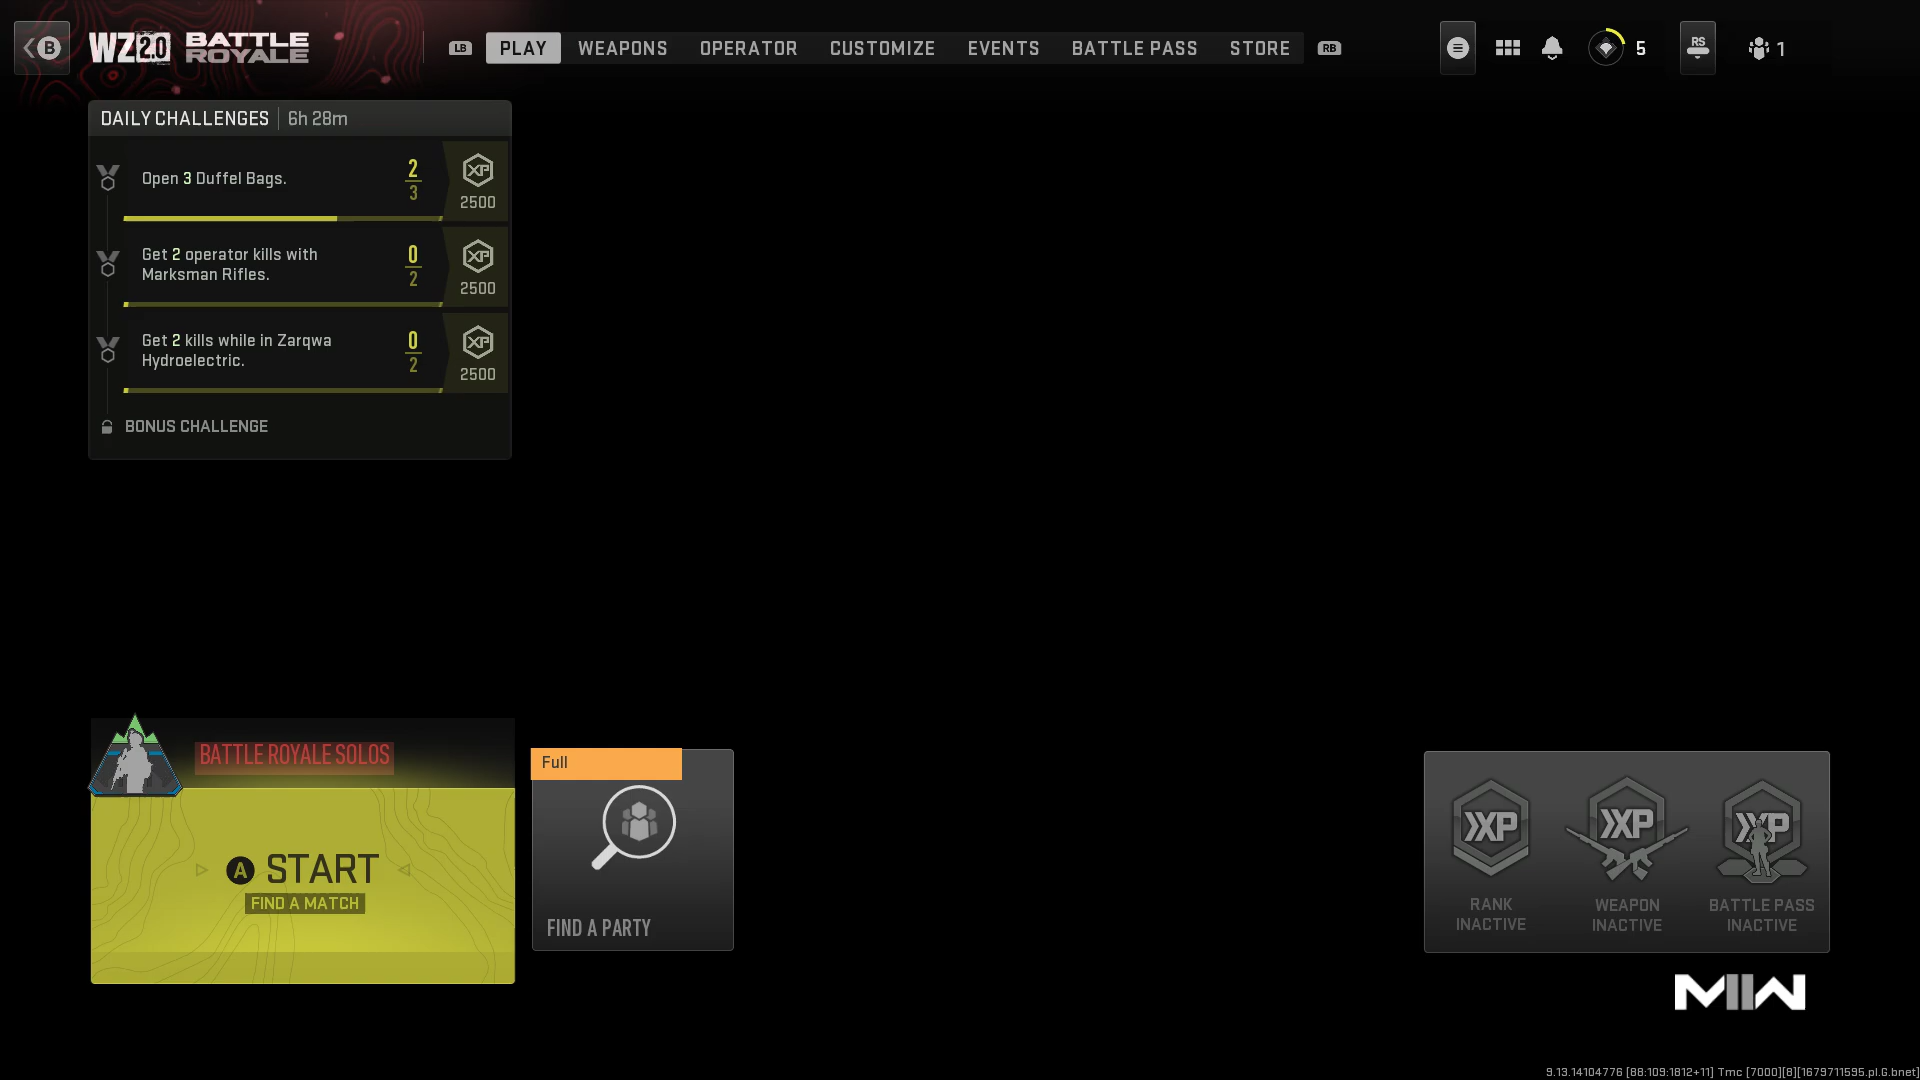 B
WZ2.0 BATTLE ROYALE
LB
PLAY
WEAPONS
OPERATOR
CUSTOMIZE
EVENTS
BATTLE PASS
STORE
RB
5
RS
1
DAILY CHALLENGES 6h 28m
Open 3 Duffel Bags.
2
3
XP
2500
Get 2 operator kills with
Marksman Rifles.
0
2
XP
2500
Get 2 kills while in Zarqwa
Hydroelectric.
0
2
XP
2500
BONUS CHALLENGE
BATTLE ROYALE SOLOS
A START
FIND A MATCH
Full
FIND A PARTY
XP
RANK
INACTIVE
XP
WEAPON
INACTIVE
XP
BATTLE PASS
INACTIVE
MIIW
9.13.14104776 [88:109:1812+11] Tmc [7000][8][1679711595.pl.G.bnet]